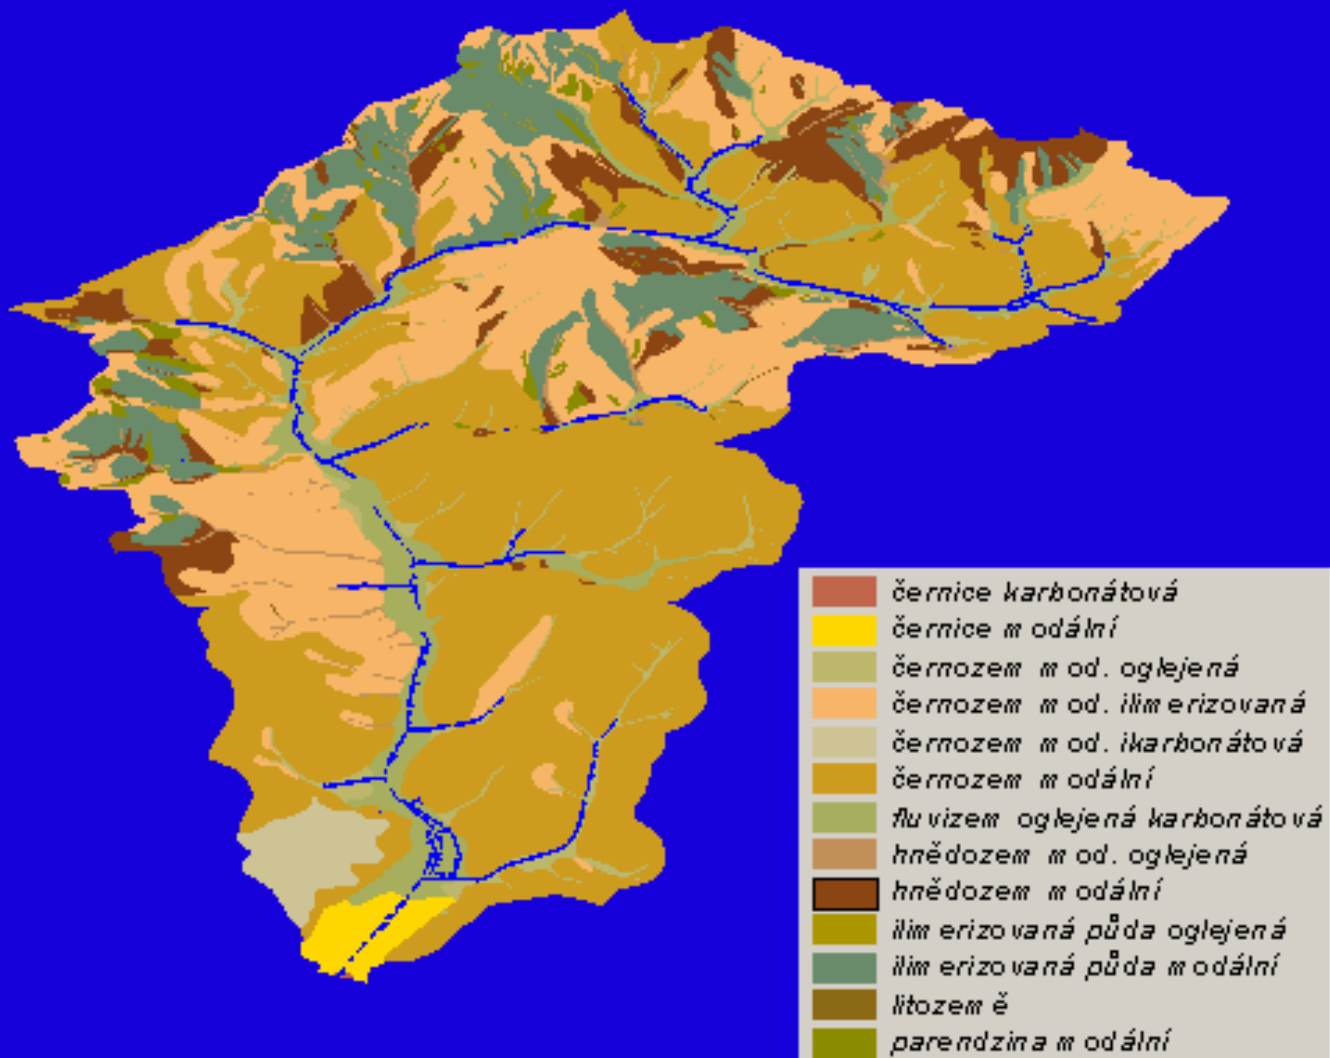 černice karbonátová
černice modální
černozem mod. oglejená
černozem mod. ilimerizovaná
černozem mod. ikarbonátová
černozem modální
fluvizem oglejená karbonátová
hnědozem mod. oglejená
hnědozem modální
ilimerizovaná půda oglejená
ilimerizovaná půda modální
litozemě
parendzina modální